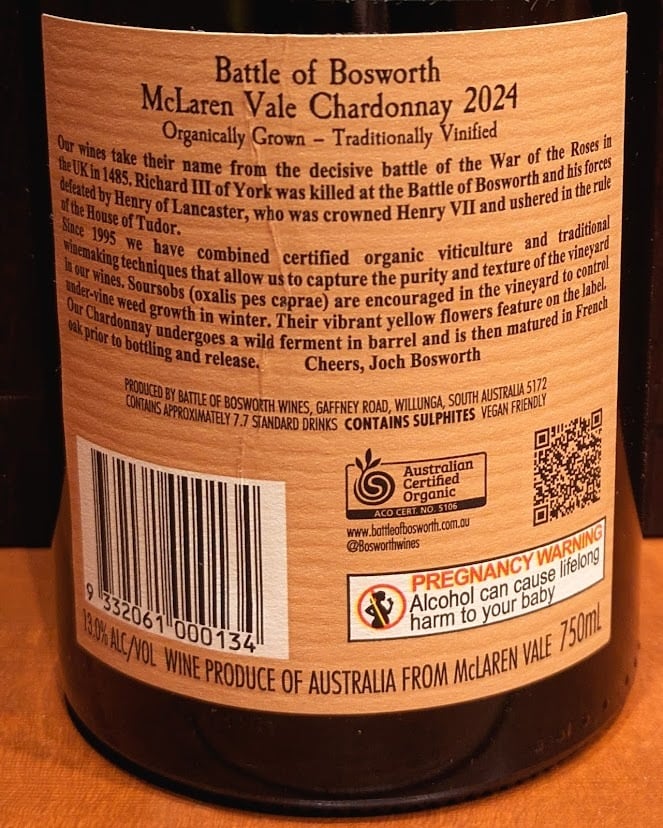 Battle of Bosworth
McLaren Vale Chardonnay 2024
Organically Grown – Traditionally Vinified
Our wines take their name from the decisive battle of the War of the Roses in
the UK in 1485. Richard III of York was killed at the Battle of Bosworth and his forces
defeated by Henry of Lancaster, who was crowned Henry VII and ushered in the rule
of the House of Tudor.
Since 1995 we have combined certified organic viticulture and traditional
winemaking techniques that allow us to capture the purity and texture of the vineyard
in our wines. Soursobs (oxalis pes caprae) are encouraged in the vineyard to control
under-vine weed growth in winter. Their vibrant yellow flowers feature on the label.
Our Chardonnay undergoes a wild ferment in barrel and is then matured in French
oak prior to bottling and release. Cheers, Joch Bosworth
PRODUCED BY BATTLE OF BOSWORTH WINES, GAFFNEY ROAD, WILLUNGA, SOUTH AUSTRALIA 5172
CONTAINS APPROXIMATELY 7.7 STANDARD DRINKS CONTAINS SULPHITES VEGAN FRIENDLY
Australian
Certified
Organic
ACO CERT. NO. 5106
www.battleofbosworth.com.au
@Bosworthwines
PREGNANCY WARNING
Alcohol can cause lifelong
harm to your baby
9 332061 000134
13.0% ALC/VOL WINE PRODUCE OF AUSTRALIA FROM McLAREN VALE 750mL